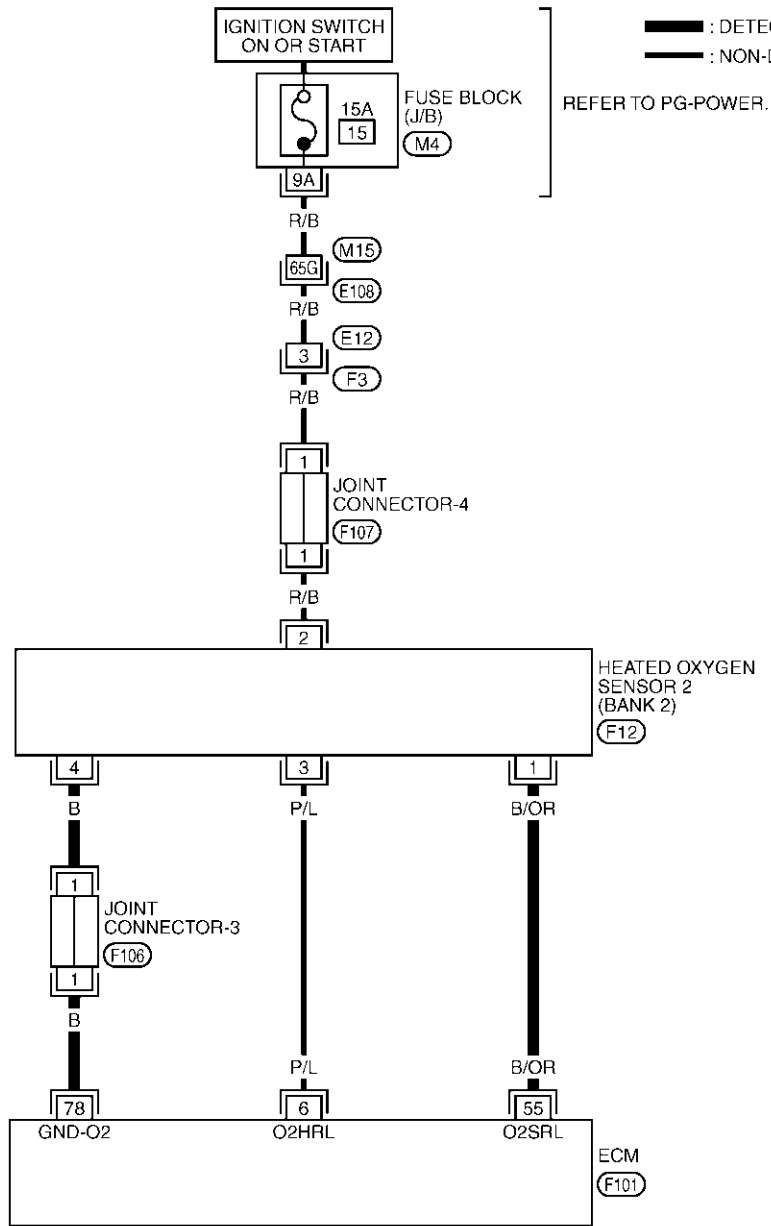 IGNITION SWITCH
ON OR START
: DETE
: NON-D
15A
15
FUSE BLOCK
(J/B)
M4
REFER TO PG-POWER.
9A
R/B
65G
M15
E108
R/B
3
E12
F3
R/B
1
JOINT
CONNECTOR-4
F107
1
R/B
2
HEATED OXYGEN
SENSOR 2
(BANK 2)
F12
4
3
1
B
P/L
B/OR
1
JOINT
CONNECTOR-3
F106
1
B
P/L
B/OR
78
6
55
GND-O2
O2HRL
O2SRL
ECM
F101